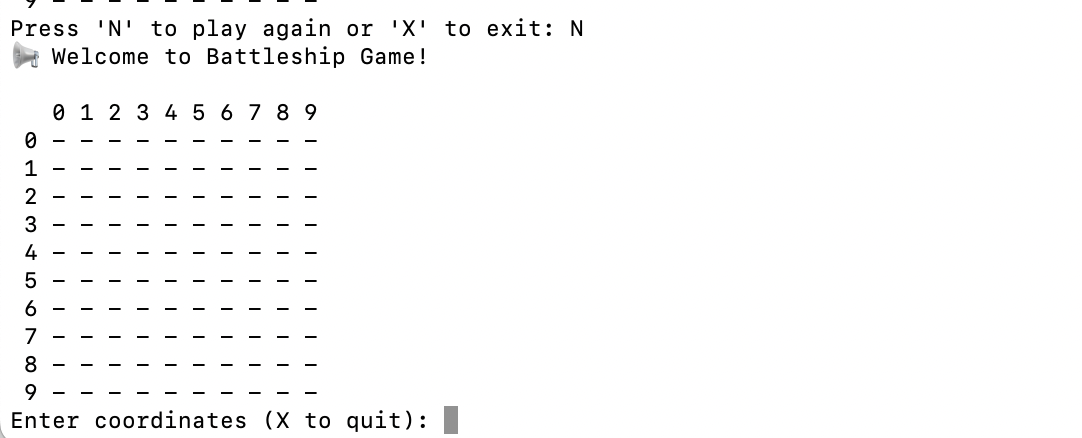 9 - - - - - - - - - -
Press 'N' to play again or 'X' to exit: N
📢 Welcome to Battleship Game!
0 1 2 3 4 5 6 7 8 9
0 - - - - - - - - - -
1 - - - - - - - - - -
2 - - - - - - - - - -
3 - - - - - - - - - -
4 - - - - - - - - - -
5 - - - - - - - - - -
6 - - - - - - - - - -
7 - - - - - - - - - -
8 - - - - - - - - - -
9 - - - - - - - - - -
Enter coordinates (X to quit):